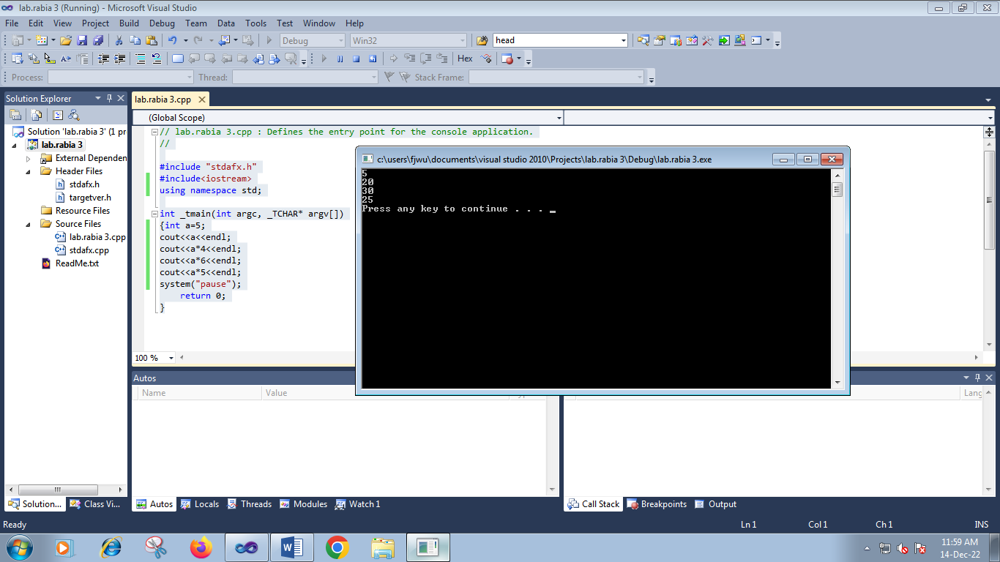 lab.rabia 3 (Running) - Microsoft Visual Studio
File Edit View Project Build Debug Team Data Tools Test Window Help
Debug Win32 head
Hex
Process: Thread: Stack Frame:
Solution Explorer
Solution 'lab.rabia 3' (1 pr
lab.rabia 3
External Dependen
Header Files
stdafx.h
targetver.h
Resource Files
Source Files
lab.rabia 3.cpp
stdafx.cpp
ReadMe.txt
Solution... Class Vi...
lab.rabia 3.cpp
(Global Scope)
// lab.rabia 3.cpp : Defines the entry point for the console application.
//
#include "stdafx.h"
#include<iostream>
using namespace std;
int _tmain(int argc, _TCHAR* argv[])
{int a=5;
cout<<a<<endl;
cout<<a*4<<endl;
cout<<a*6<<endl;
cout<<a*5<<endl;
system("pause");
return 0;
}
100 %
c:\users\fjwu\documents\visual studio 2010\Projects\lab.rabia 3\Debug\lab.rabia 3.exe
5
20
30
25
Press any key to continue . . . _
Autos
Name Value
Lang
Autos Locals Threads Modules Watch 1
Call Stack Breakpoints Output
Ready Ln 1 Col 1 Ch 1 INS
11:59 AM
14-Dec-22